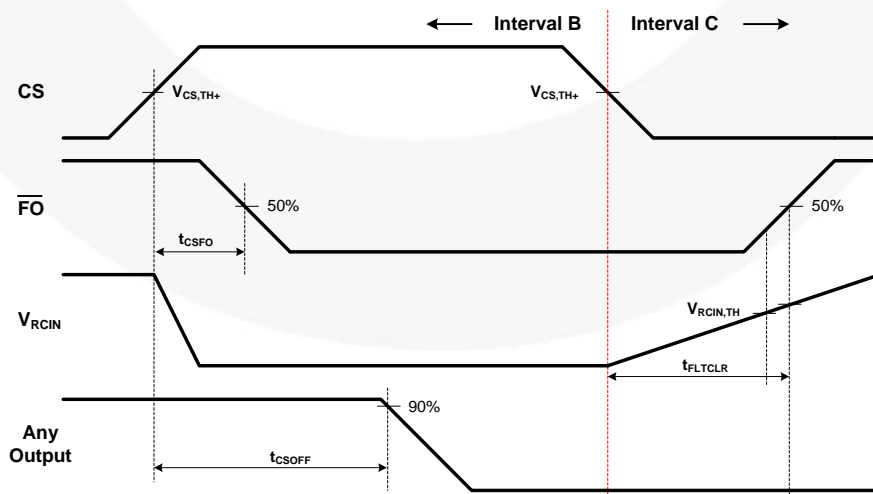 Interval B
Interval C
CS
VCS,TH+
VCS,TH+
FO
50%
50%
tCSFO
VRCIN
VRCIN,TH
tFLTCLR
90%
Any
Output
tCSOFF